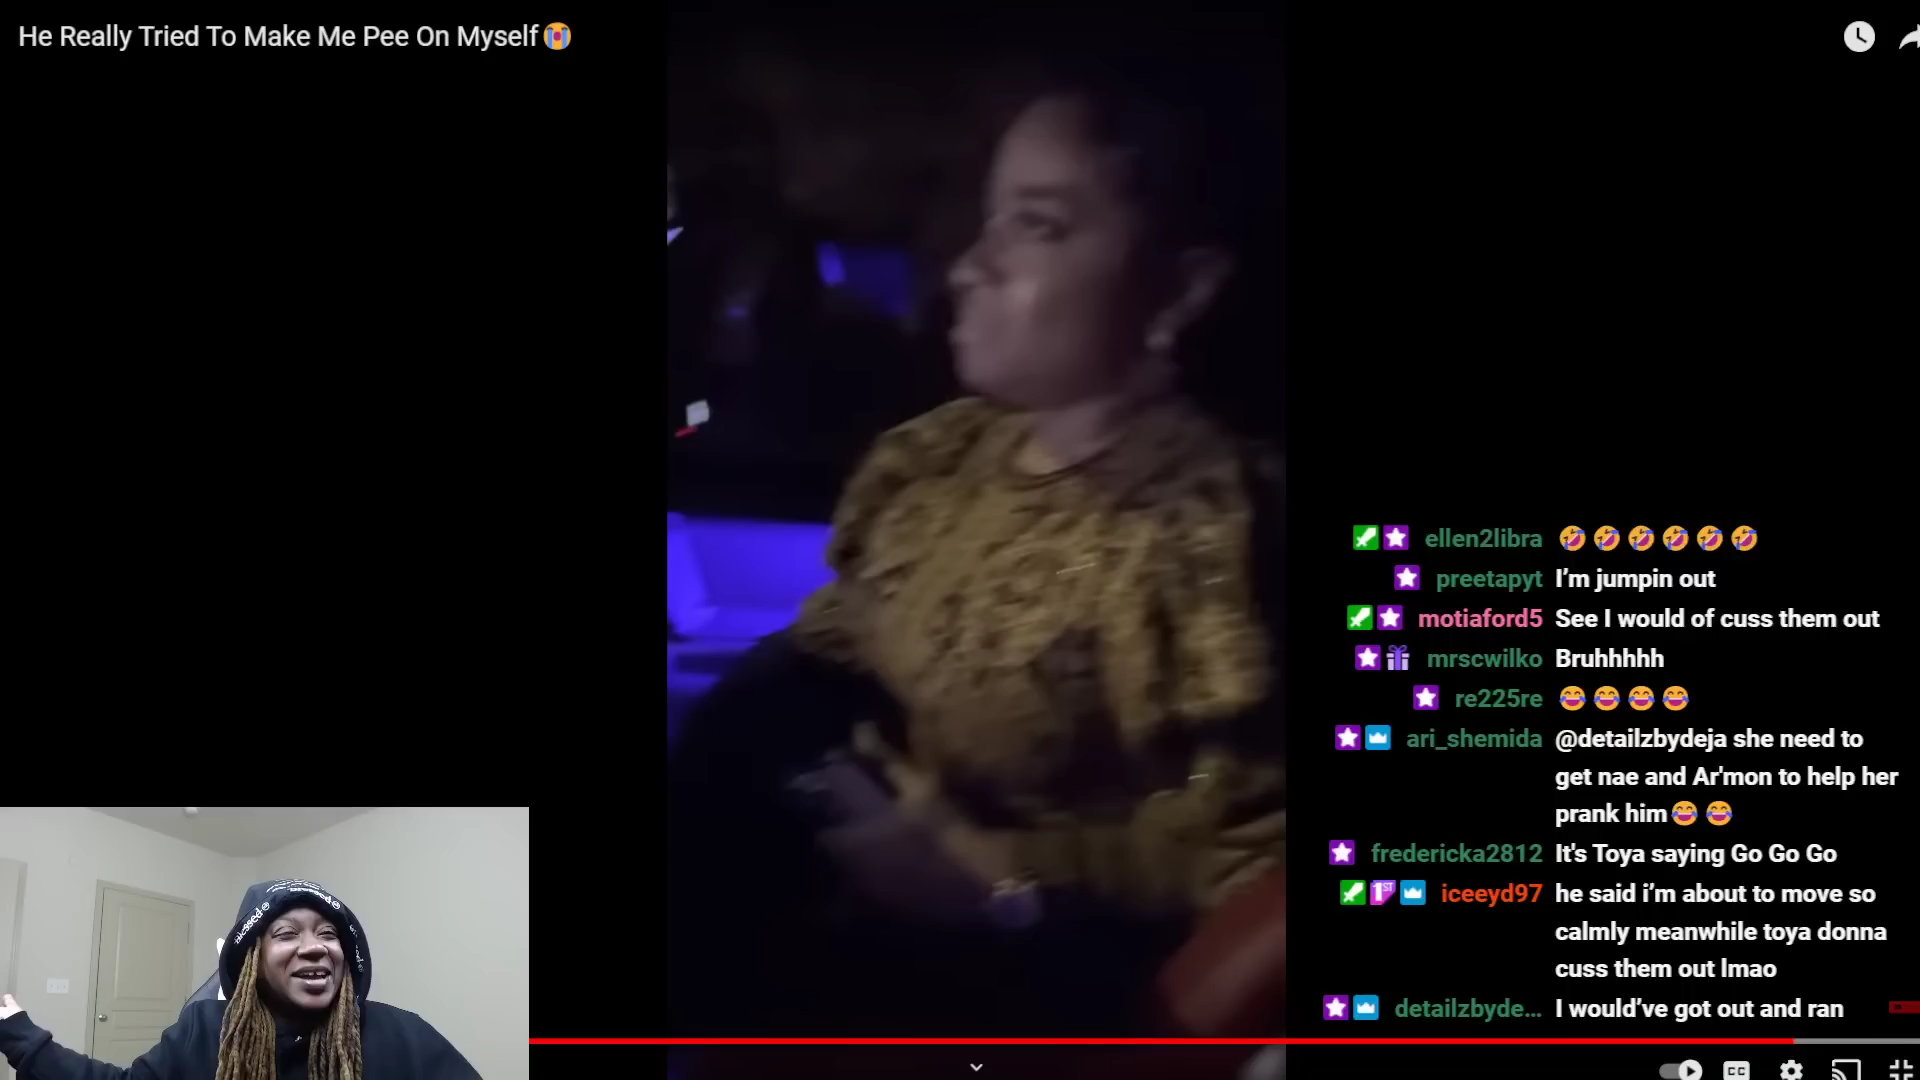 He Really Tried To Make Me Pee On Myself😭
ellen2libra 🤣🤣🤣🤣🤣🤣
preetapyt I’m jumpin out
motiaford5 See I would of cuss them out
mrscwilko Bruhhhhh
re225re 😂😂😂😂
ari_shemida @detailzbydeja she need to
get nae and Ar'mon to help her
prank him😂😂
fredericka2812 It's Toya saying Go Go Go
1ST iceeyd97 he said i’m about to move so
calmly meanwhile toya donna
cuss them out lmao
detailzbyde... I would’ve got out and ran
CC